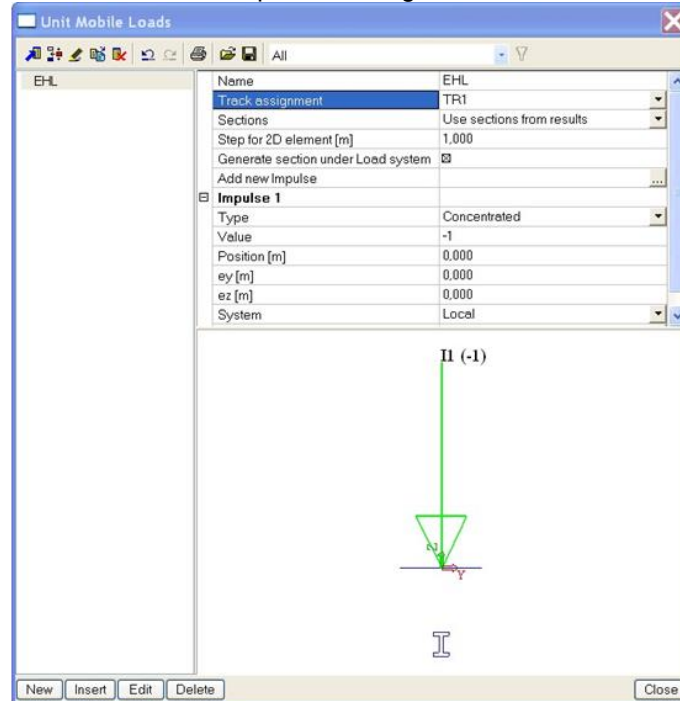 Unit Mobile Loads
All
EHL
Name EHL
Track assignment TR1
Sections Use sections from results
Step for 2D element [m] 1,000
Generate section under Load system
Add new Impulse ...
Impulse 1
Type Concentrated
Value -1
Position [m] 0,000
ey [m] 0,000
ez [m] 0,000
System Local
I1 (-1)
Z
Y
New Insert Edit Delete Close